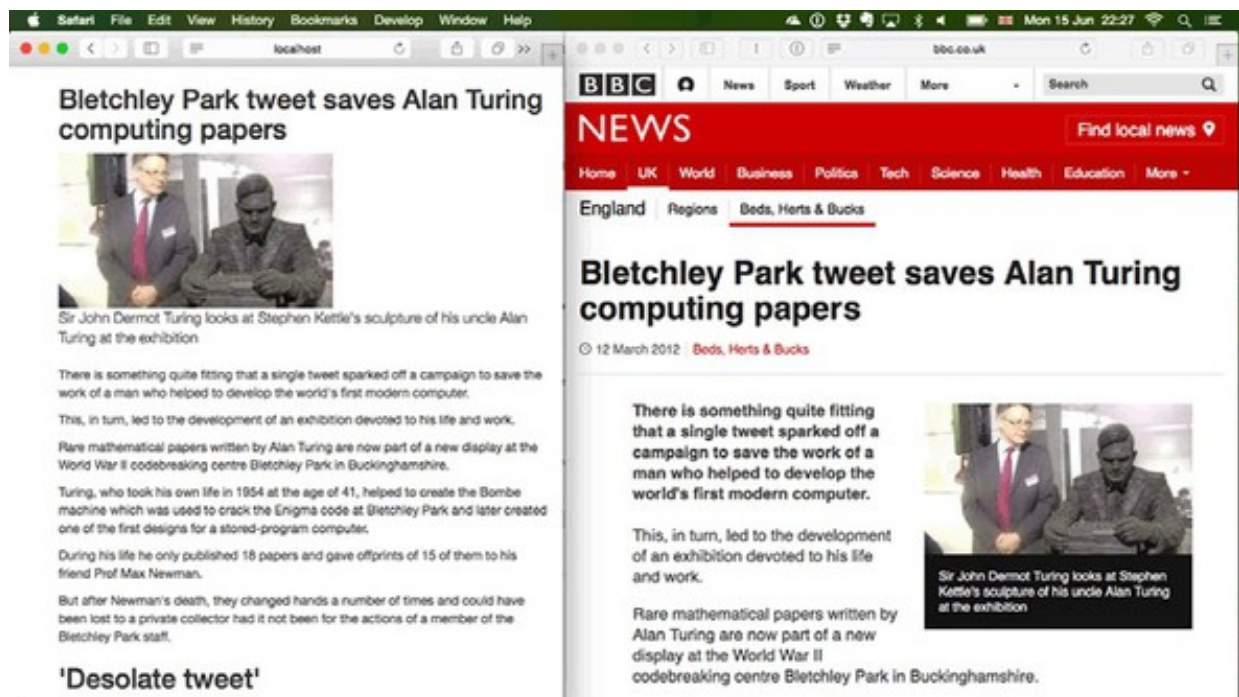 Safari File Edit View History Bookmarks Develop Window Help
Mon 15 Jun 22:27
localhost
Bletchley Park tweet saves Alan Turing
computing papers
Sir John Dermot Turing looks at Stephen Kettle's sculpture of his uncle Alan
Turing at the exhibition
There is something quite fitting that a single tweet sparked off a campaign to save the
work of a man who helped to develop the world's first modern computer.
This, in turn, led to the development of an exhibition devoted to his life and work.
Rare mathematical papers written by Alan Turing are now part of a new display at the
World War II codebreaking centre Bletchley Park in Buckinghamshire.
Turing, who took his own life in 1954 at the age of 41, helped to create the Bombe
machine which was used to crack the Enigma code at Bletchley Park and later created
one of the first designs for a stored-program computer.
During his life he only published 18 papers and gave offprints of 15 of them to his
friend Prof Max Newman.
But after Newman's death, they changed hands a number of times and could have
been lost to a private collector had it not been for the actions of a member of the
Bletchley Park staff.
'Desolate tweet'
bbc.co.uk
BBC News Sport Weather More Search
NEWS
Find local news
Home UK World Business Politics Tech Science Health Education More
England Regions Beds, Herts & Bucks
Bletchley Park tweet saves Alan Turing
computing papers
12 March 2012 Beds, Herts & Bucks
There is something quite fitting
that a single tweet sparked off a
campaign to save the work of a
man who helped to develop the
world's first modern computer.
This, in turn, led to the development
of an exhibition devoted to his life
and work.
Rare mathematical papers written by
Alan Turing are now part of a new
display at the World War II
codebreaking centre Bletchley Park in Buckinghamshire.
Sir John Dermot Turing looks at Stephen
Kettle's sculpture of his uncle Alan Turing
at the exhibition